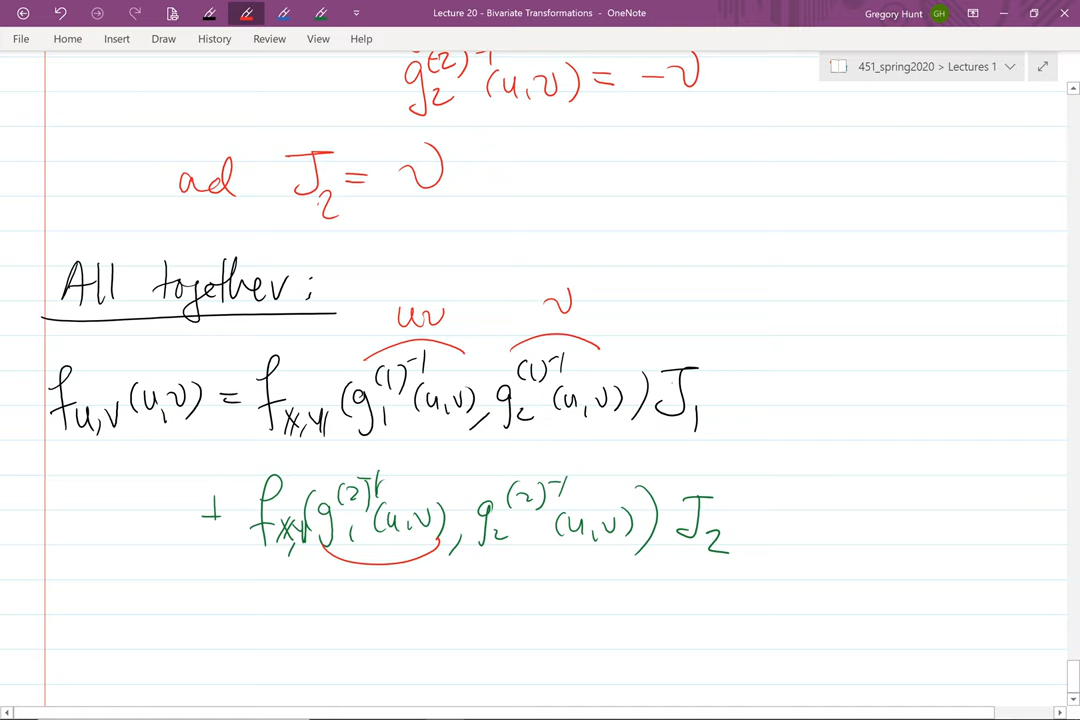 Lecture 20 - Bivariate Transformations - OneNote
Gregory Hunt GH
File Home Insert Draw History Review View Help
451_spring2020 > Lectures 1
g₂^(2)^-1 (u,v) = -v
ad J₂ = v
All together:
uv v
f_U,V (u,v) = f_X,Y (g₁^(1)^-1 (u,v), g₂^(1)^-1 (u,v)) J₁
+ f_X,Y (g₁^(2)^-1 (u,v), g₂^(2)^-1 (u,v)) J₂